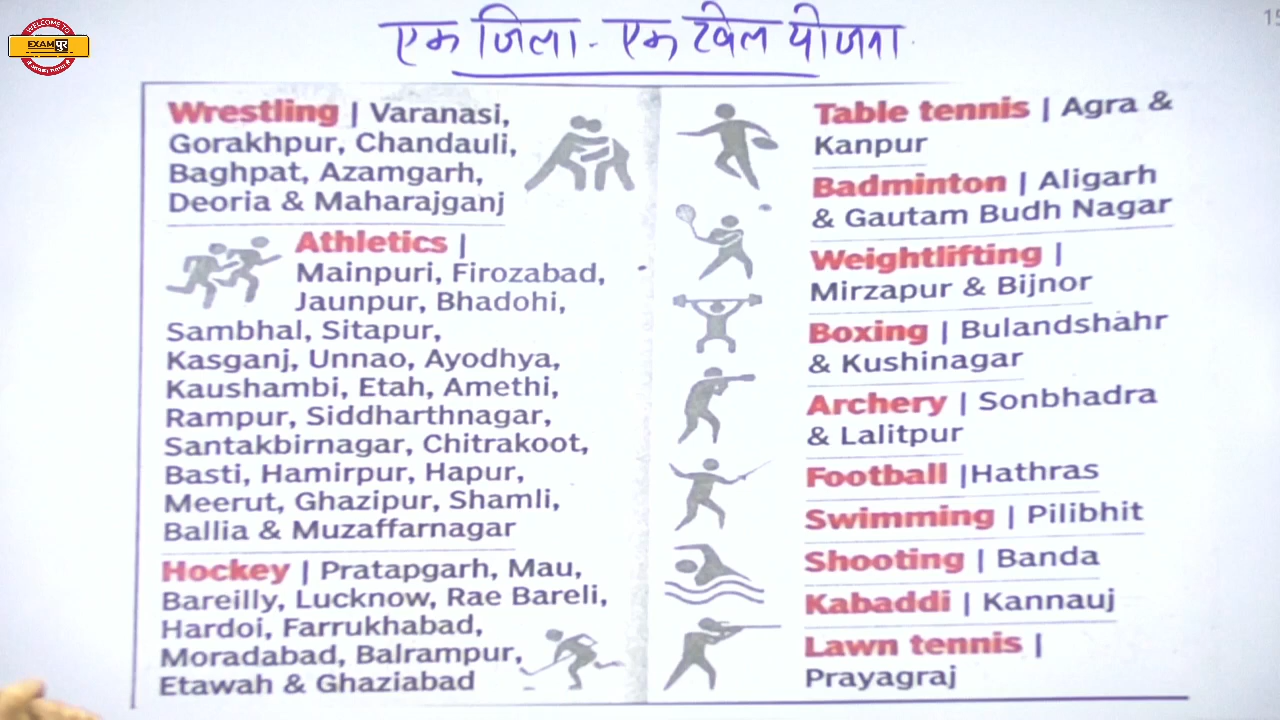 WELCOME TO
EXAMपुर
एक जिला - एक खेल योजना
Wrestling | Varanasi,
Gorakhpur, Chandauli,
Baghpat, Azamgarh,
Deoria & Maharajganj
Athletics |
Mainpuri, Firozabad,
Jaunpur, Bhadohi,
Sambhal, Sitapur,
Kasganj, Unnao, Ayodhya,
Kaushambi, Etah, Amethi,
Rampur, Siddharthnagar,
Santakbirnagar, Chitrakoot,
Basti, Hamirpur, Hapur,
Meerut, Ghazipur, Shamli,
Ballia & Muzaffarnagar
Hockey | Pratapgarh, Mau,
Bareilly, Lucknow, Rae Bareli,
Hardoi, Farrukhabad,
Moradabad, Balrampur,
Etawah & Ghaziabad
Table tennis | Agra &
Kanpur
Badminton | Aligarh
& Gautam Budh Nagar
Weightlifting |
Mirzapur & Bijnor
Boxing | Bulandshahr
& Kushinagar
Archery | Sonbhadra
& Lalitpur
Football |Hathras
Swimming | Pilibhit
Shooting | Banda
Kabaddi | Kannauj
Lawn tennis |
Prayagraj